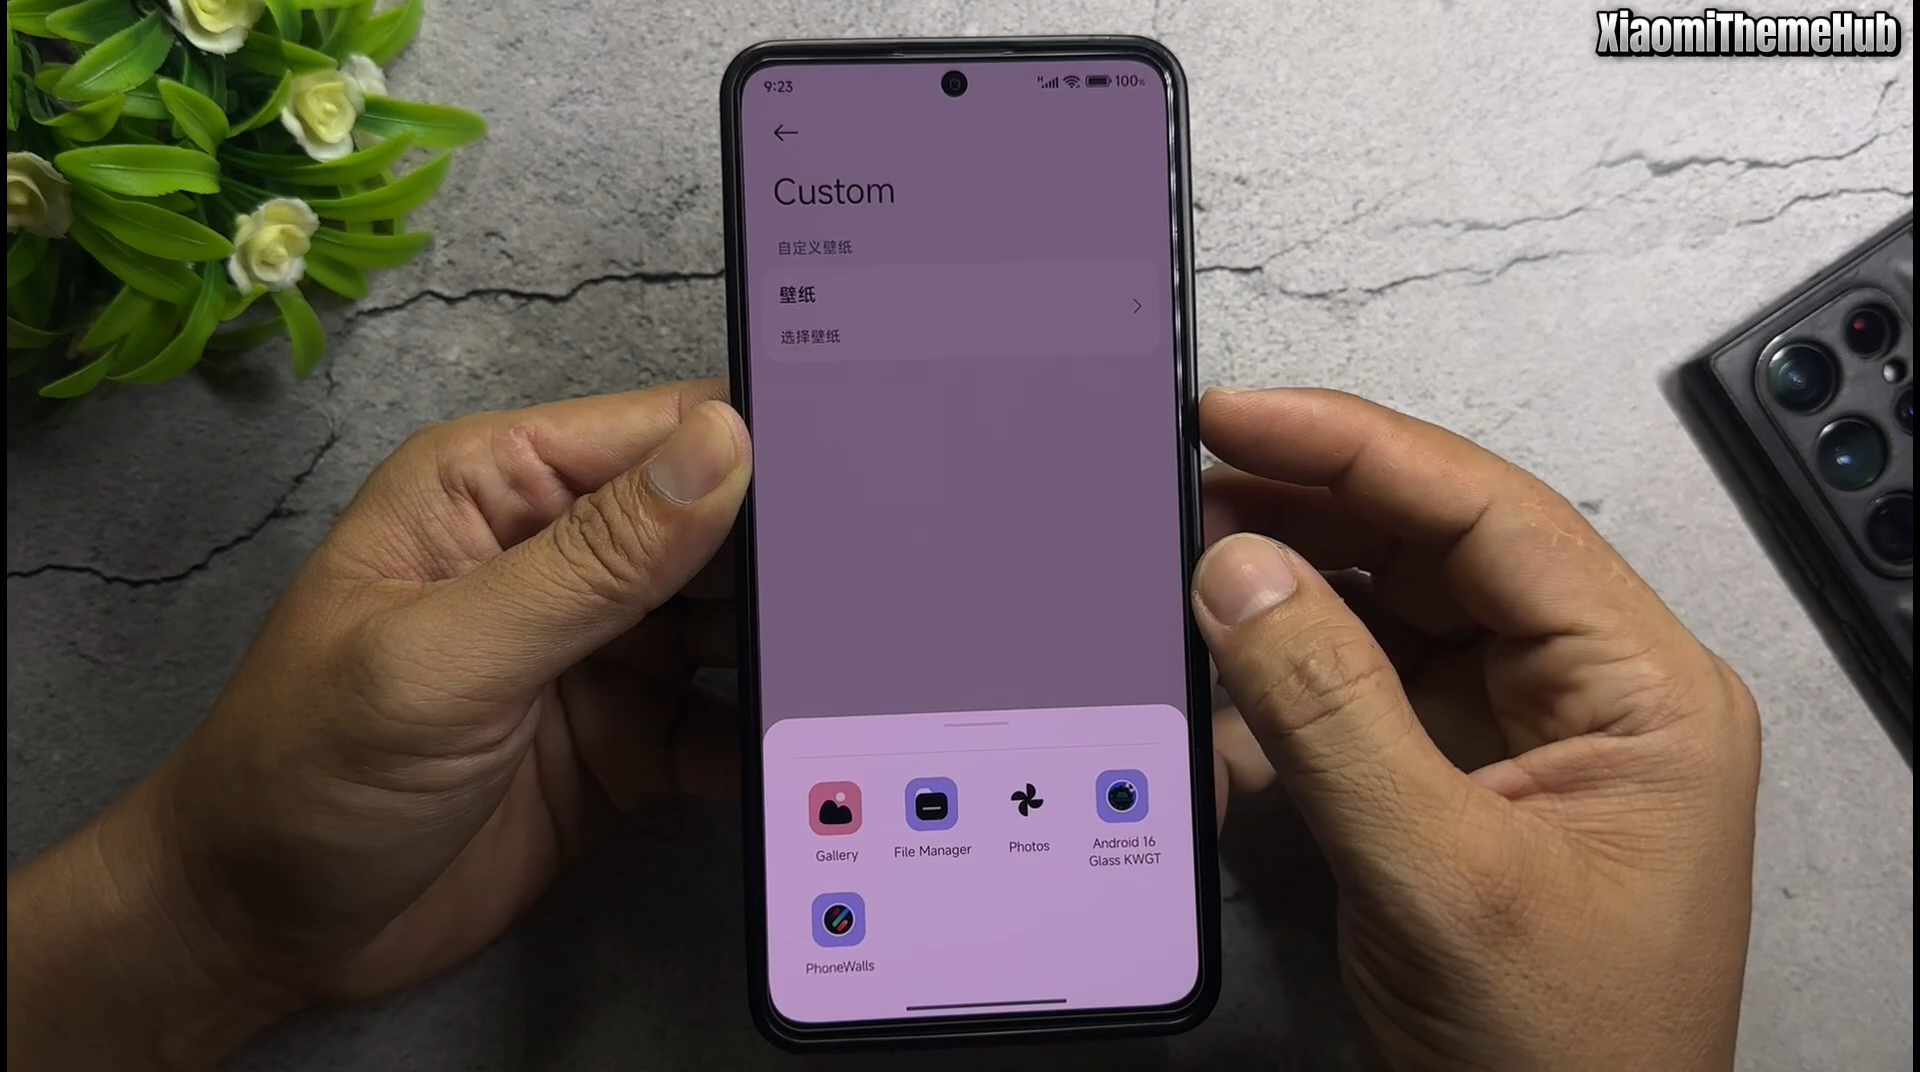 XiaomiThemeHub
9:23
100%
Custom
自定义壁纸
壁纸
选择壁纸
Gallery
File Manager
Photos
Android 16
Glass KWGT
PhoneWalls